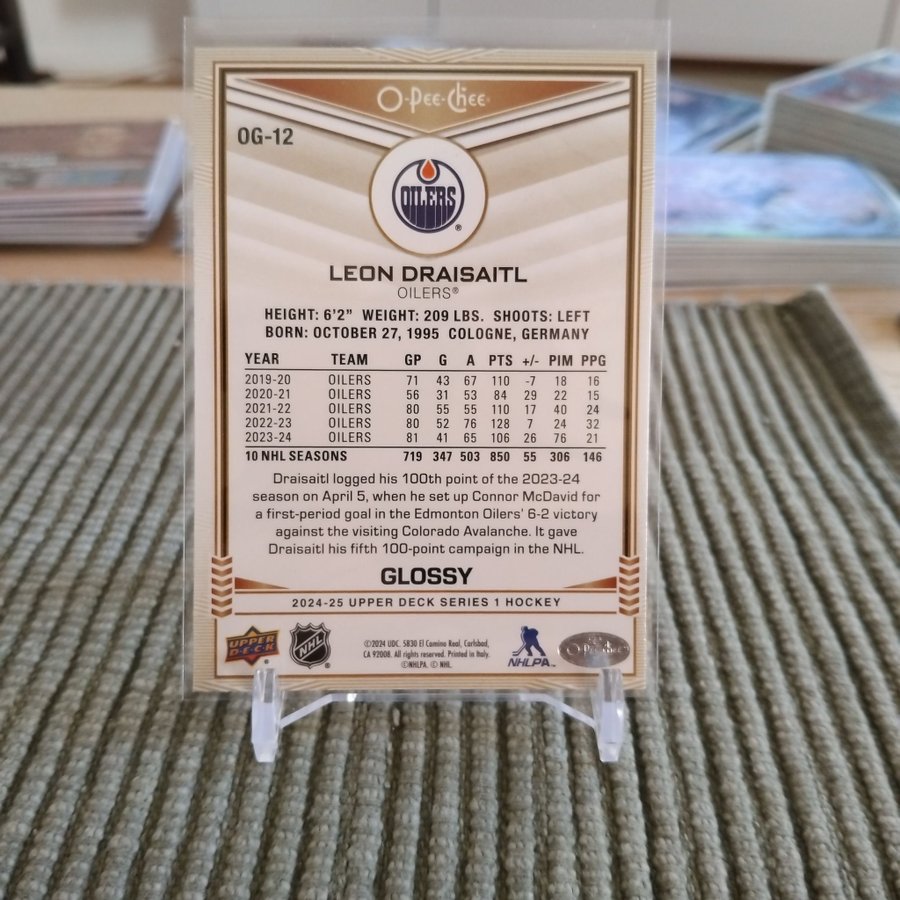 O-Pee-Chee
OG-12
OILERS
LEON DRAISAITL
OILERS®
HEIGHT: 6'2" WEIGHT: 209 LBS. SHOOTS: LEFT
BORN: OCTOBER 27, 1995 COLOGNE, GERMANY
YEAR TEAM GP G A PTS +/- PIM PPG
2019-20 OILERS 71 43 67 110 -7 18 16
2020-21 OILERS 56 31 53 84 29 22 15
2021-22 OILERS 80 55 55 110 17 40 24
2022-23 OILERS 80 52 76 128 7 24 32
2023-24 OILERS 81 41 65 106 26 76 21
10 NHL SEASONS 719 347 503 850 55 306 146
Draisaitl logged his 100th point of the 2023-24
season on April 5, when he set up Connor McDavid for
a first-period goal in the Edmonton Oilers' 6-2 victory
against the visiting Colorado Avalanche. It gave
Draisaitl his fifth 100-point campaign in the NHL.
GLOSSY
2024-25 UPPER DECK SERIES 1 HOCKEY
UPPER DECK
NHL
©2024 UDC. 5830 El Camino Real, Carlsbad,
CA 92008. All rights reserved. Printed in Italy.
©NHLPA. © NHL.
NHLPA
O-Pee-Chee